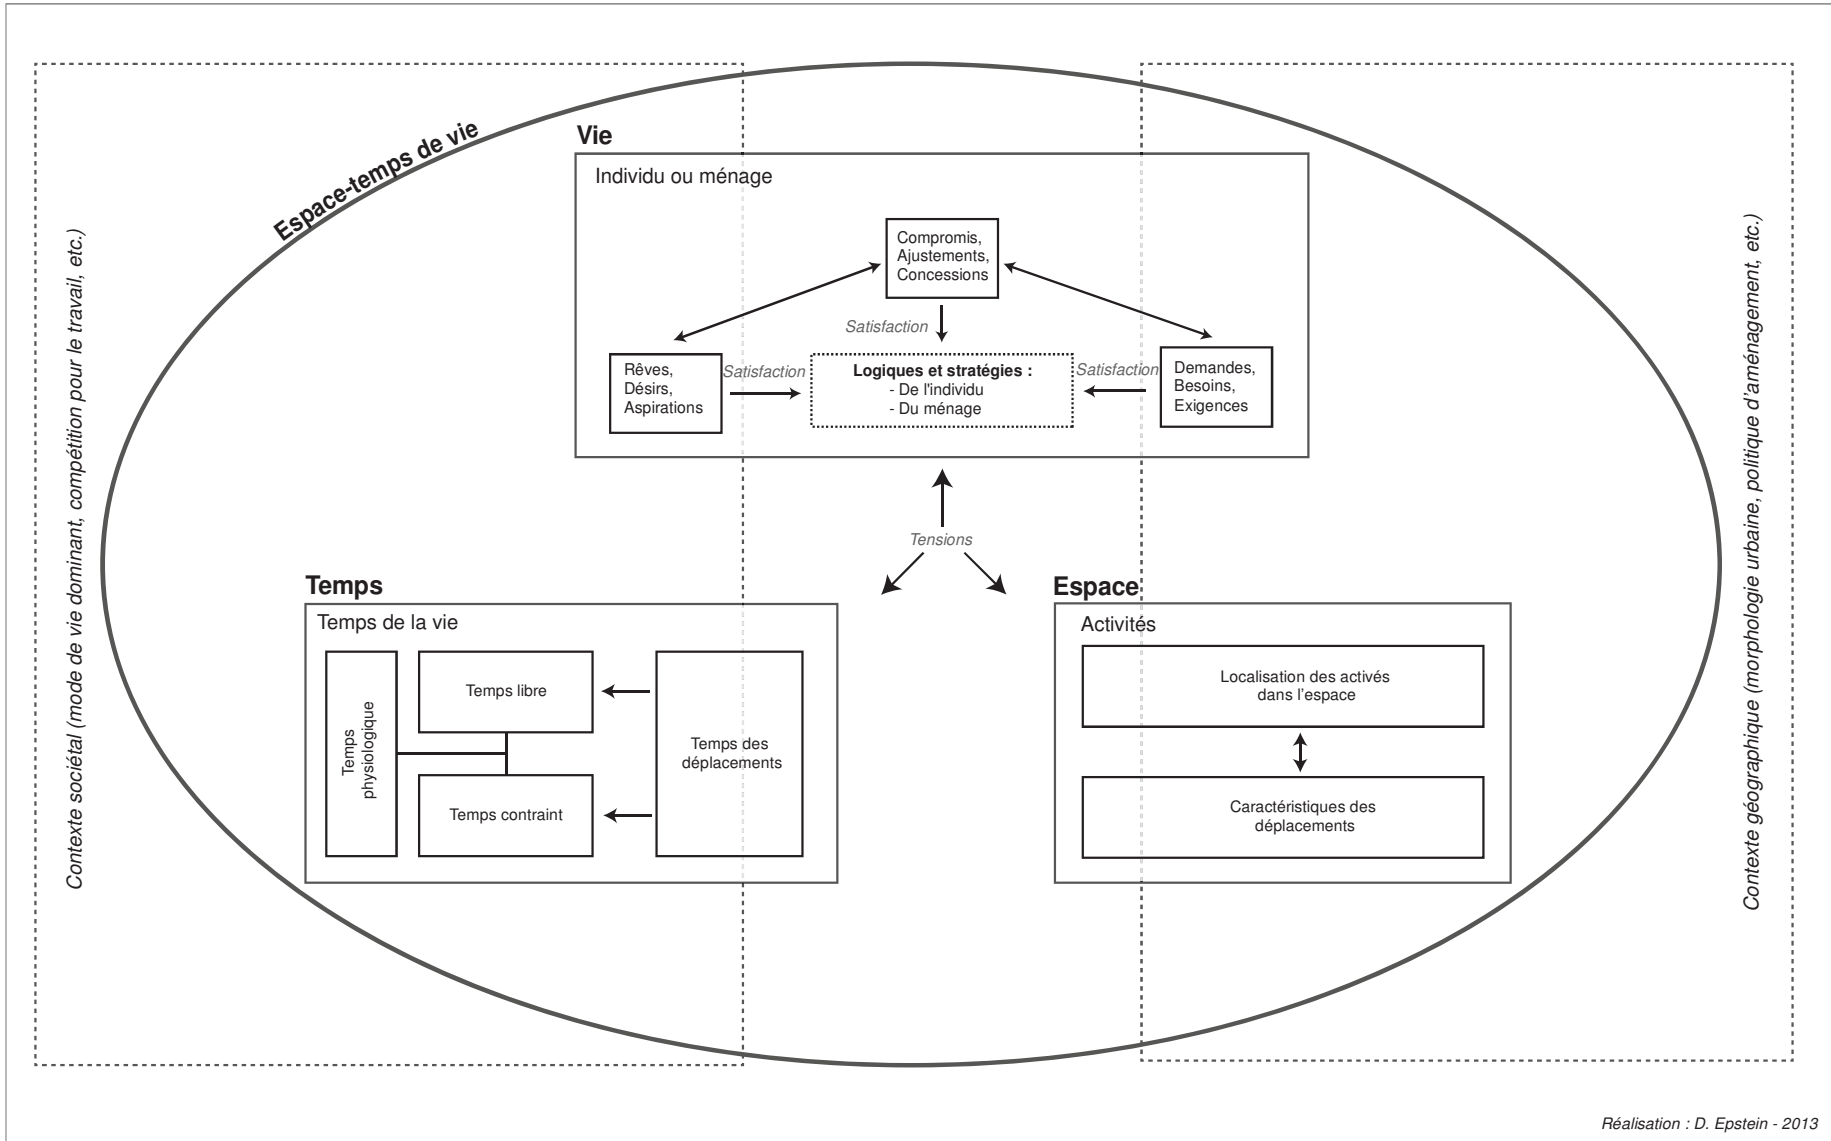 Espace-temps de vie
Contexte sociétal (mode de vie dominant, compétition pour le travail, etc.)
Vie
Individu ou ménage
Compromis,
Ajustements,
Concessions
Satisfaction
Rêves,
Désirs,
Aspirations
Satisfaction
Logiques et stratégies :
- De l'individu
- Du ménage
Satisfaction
Demandes,
Besoins,
Exigences
Tensions
Temps
Temps de la vie
Temps
physiologique
Temps libre
Temps contraint
Temps des
déplacements
Espace
Activités
Localisation des activés
dans l'espace
Caractéristiques des
déplacements
Contexte géographique (morphologie urbaine, politique d'aménagement, etc.)
Réalisation : D. Epstein - 2013